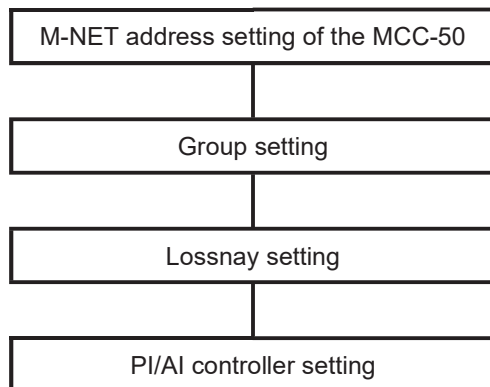 M-NET address setting of the MCC-50
Group setting
Lossnay setting
PI/AI controller setting